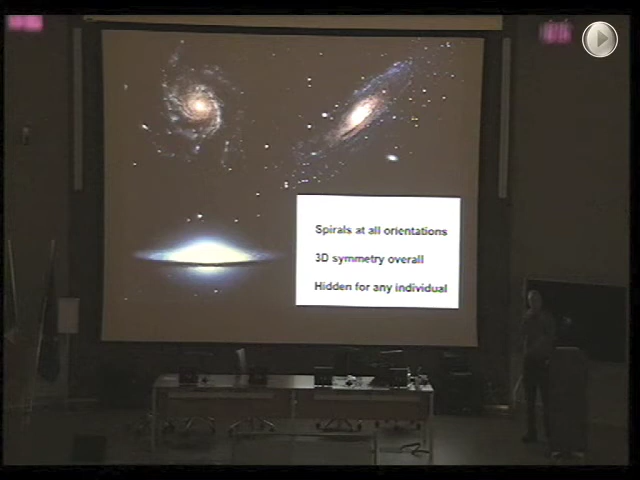 Spirals at all orientations
3D symmetry overall
Hidden for any individual